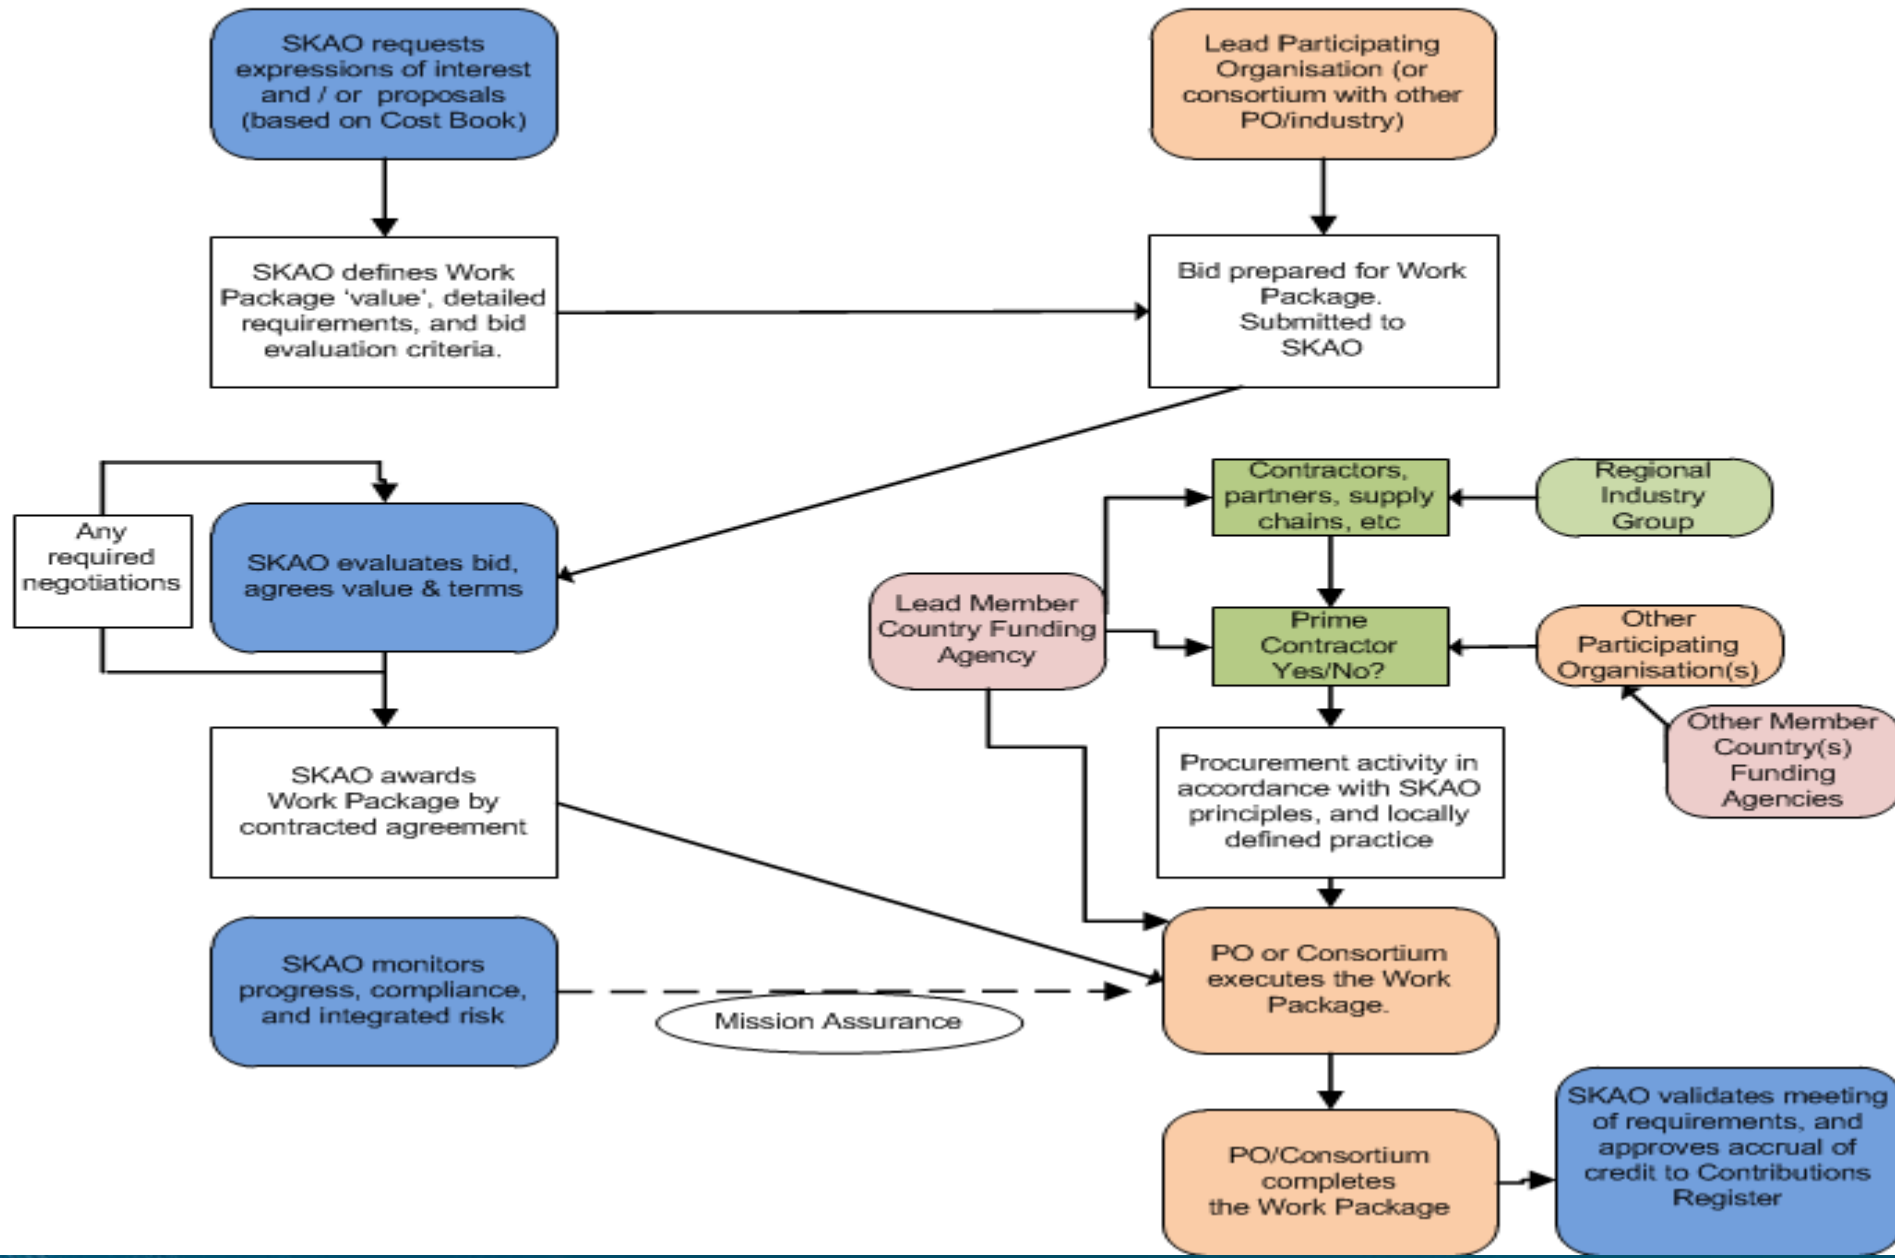 SKAO requests
expressions of interest
and / or  proposals
(based on Cost Book)
Lead Participating
Organisation (or
consortium with other
PO/industry)
SKAO defines Work
Package ‘value’, detailed
requirements, and bid
evaluation criteria.
Bid prepared for Work
Package.
Submitted to
SKAO
Any
required
negotiations
SKAO evaluates bid,
agrees value & terms
Contractors,
partners, supply
chains, etc
Regional
Industry
Group
Lead Member
Country Funding
Agency
Prime
Contractor
Yes/No?
Other
Participating
Organisation(s)
Other Member
Country(s)
Funding
Agencies
SKAO awards
Work Package by
contracted agreement
Procurement activity in
accordance with SKAO
principles, and locally
defined practice
SKAO monitors
progress, compliance,
and integrated risk
Mission Assurance
PO or Consortium
executes the Work
Package.
PO/Consortium
completes
the Work Package
SKAO validates meeting
of requirements, and
approves accrual of
credit to Contributions
Register